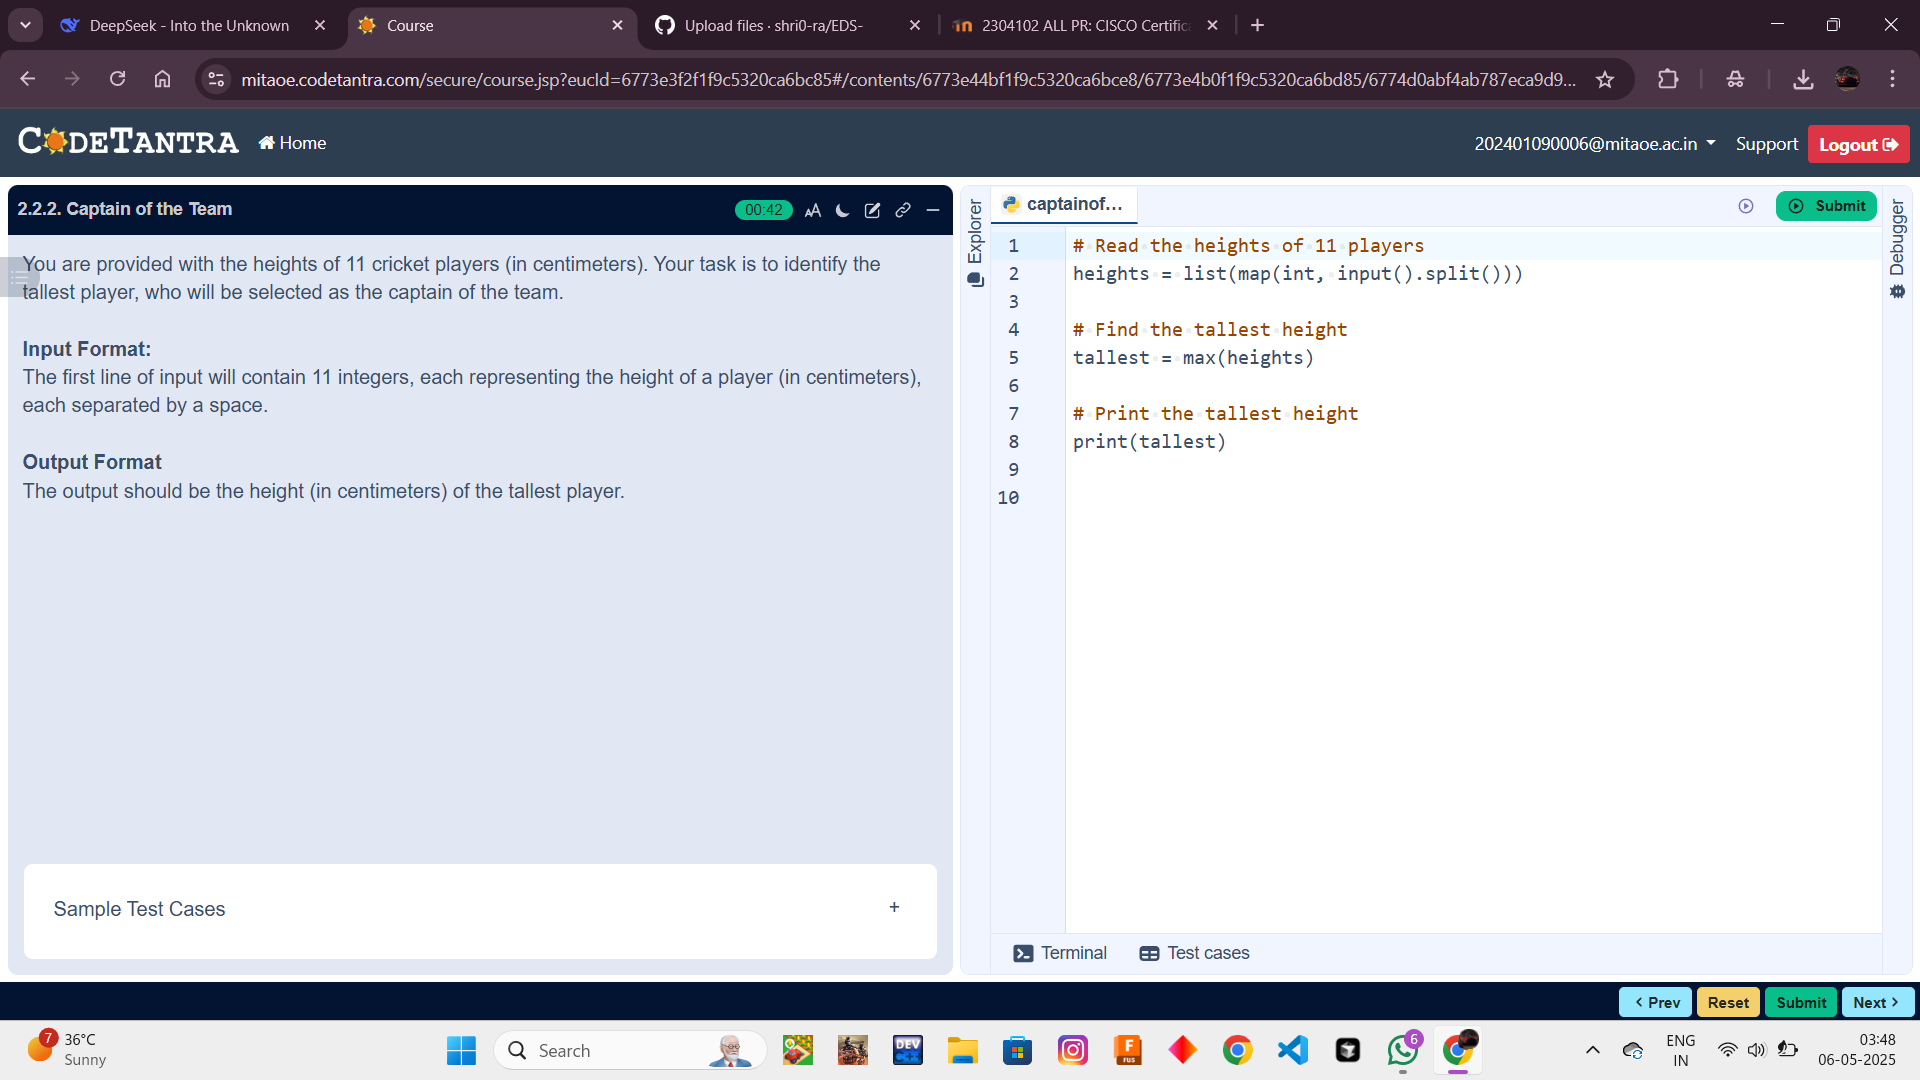 DeepSeek - Into the Unknown
Course
Upload files · shri0-ra/EDS-
2304102 ALL PR: CISCO Certific
mitaoe.codetantra.com/secure/course.jsp?eucId=6773e3f2f1f9c5320ca6bc85#/contents/6773e44bf1f9c5320ca6bce8/6773e4b0f1f9c5320ca6bd85/6774d0abf4ab787eca9d9...
CODETANTRA
Home
202401090006@mitaoe.ac.in
Support
Logout
2.2.2. Captain of the Team
00:42
AA
You are provided with the heights of 11 cricket players (in centimeters). Your task is to identify the
tallest player, who will be selected as the captain of the team.
Input Format:
The first line of input will contain 11 integers, each representing the height of a player (in centimeters),
each separated by a space.
Output Format
The output should be the height (in centimeters) of the tallest player.
Sample Test Cases
+
Explorer
captainof...
Submit
Debugger
1 # Read the heights of 11 players
2 heights = list(map(int, input().split()))
3
4 # Find the tallest height
5 tallest = max(heights)
6
7 # Print the tallest height
8 print(tallest)
9
10
Terminal
Test cases
< Prev
Reset
Submit
Next >
7
36°C
Sunny
Search
DEV
F
FUS
6
ENG
IN
03:48
06-05-2025